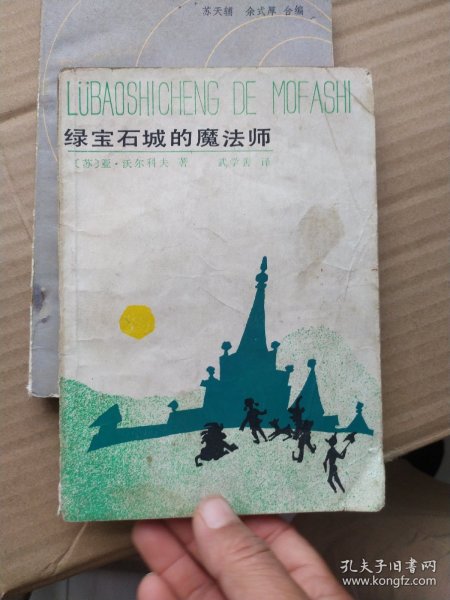 苏天辅 余式厚 合编
LÜBAOSHICHENG DE MOFASHI
绿宝石城的魔法师
〔苏〕亚·沃尔科夫 著 武学善 译
孔夫子旧书网
www.kongfz.com